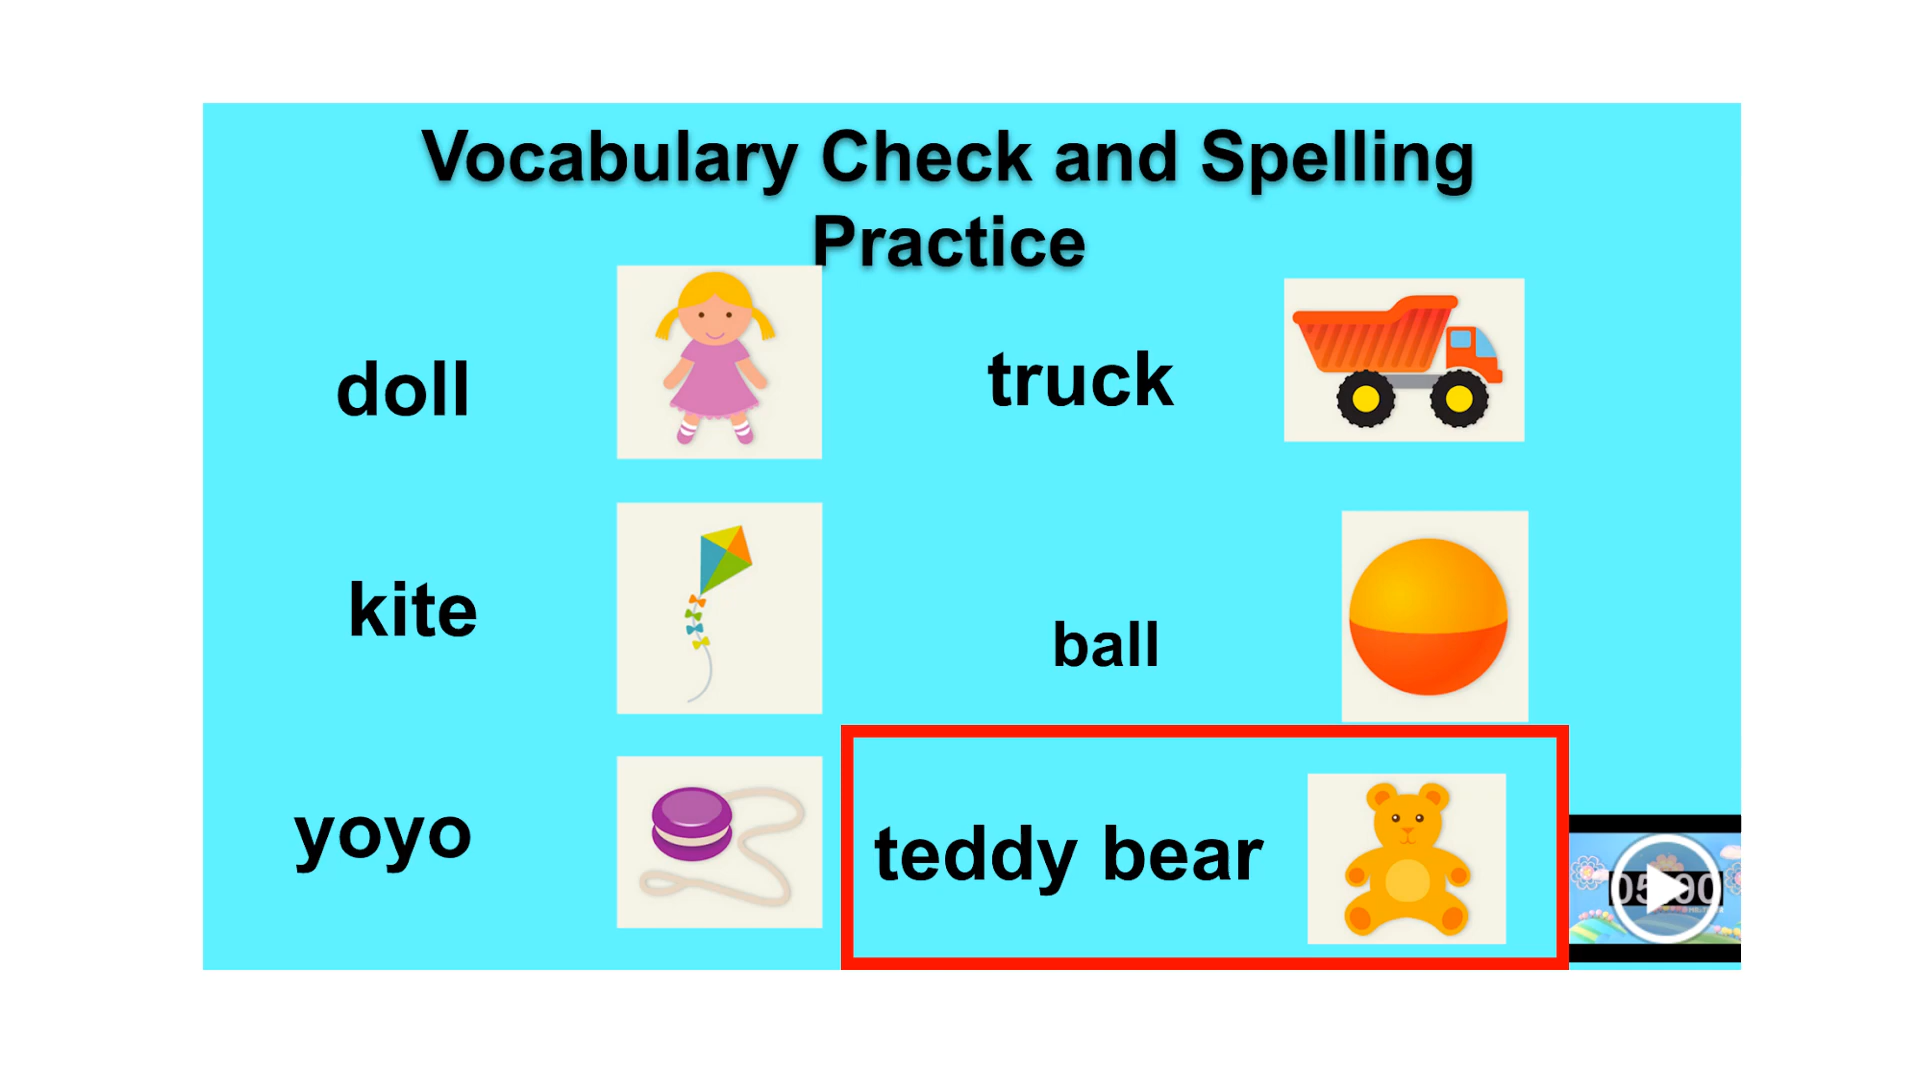 Vocabulary Check and Spelling
Practice
doll
truck
kite
ball
yoyo
teddy bear